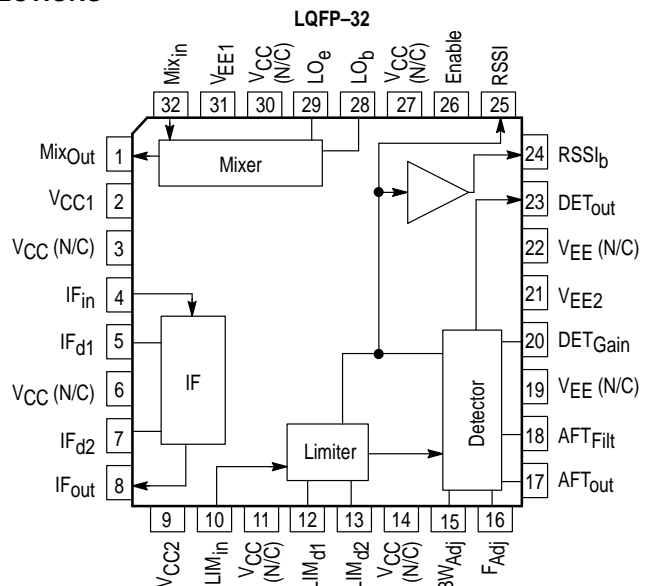 LQFP–32
Mixin
VEE1
VCC (N/C)
LOe
LOb
VCC (N/C)
Enable
RSSI
32 31 30 29 28 27 26 25
MixOut 1
VCC1 2
VCC (N/C) 3
IFin 4
IFd1 5
VCC (N/C) 6
IFd2 7
IFout 8
Mixer
IF
Limiter
Detector
24 RSSIb
23 DETout
22 VEE (N/C)
21 VEE2
20 DETGain
19 VEE (N/C)
18 AFTFilt
17 AFTout
9 10 11 12 13 14 15 16
VCC2
LIMin
VCC (N/C)
LIMd1
LIMd2
VCC (N/C)
BWAdj
FAdj